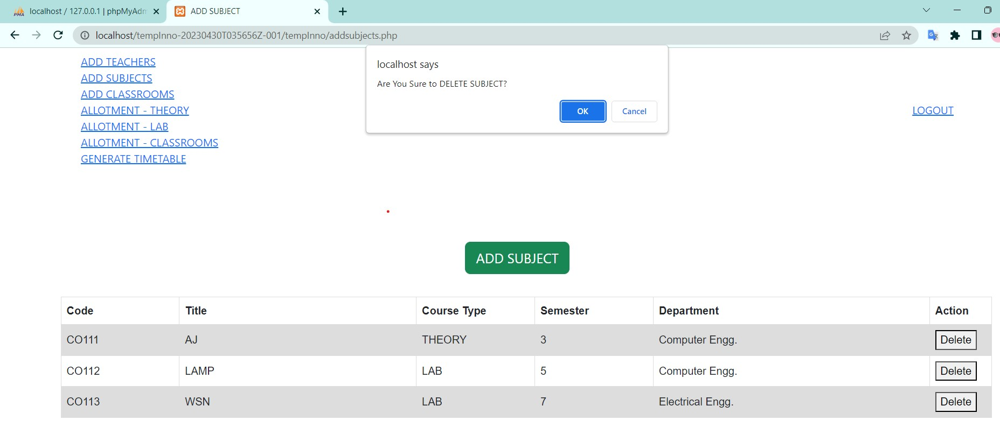 localhost / 127.0.0.1 | phpMyAdm
ADD SUBJECT
localhost/tempInno-20230430T035656Z-001/tempInno/addsubjects.php
localhost says
Are You Sure to DELETE SUBJECT?
OK Cancel
ADD TEACHERS
ADD SUBJECTS
ADD CLASSROOMS
ALLOTMENT - THEORY
ALLOTMENT - LAB
ALLOTMENT - CLASSROOMS
GENERATE TIMETABLE
LOGOUT
ADD SUBJECT
Code Title Course Type Semester Department Action
CO111 AJ THEORY 3 Computer Engg. Delete
CO112 LAMP LAB 5 Computer Engg. Delete
CO113 WSN LAB 7 Electrical Engg. Delete